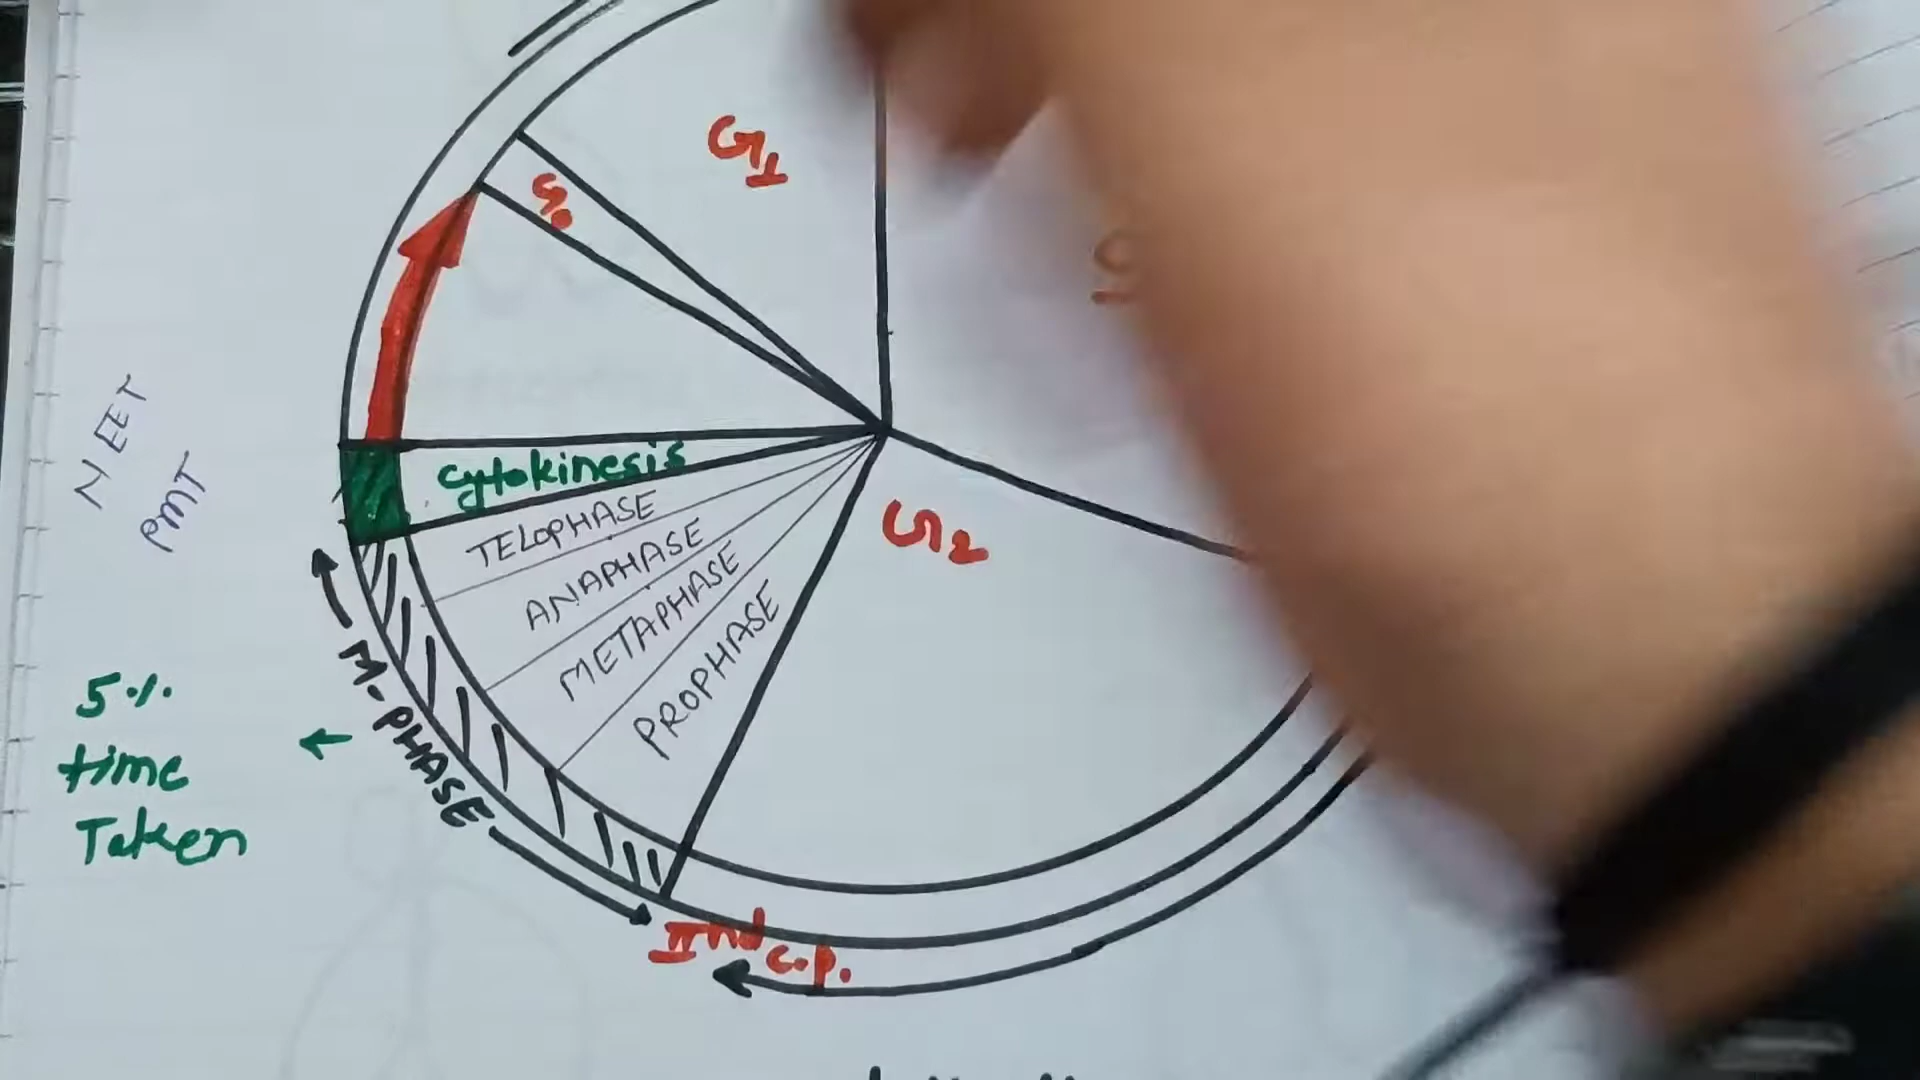 G1
G0
S
cytokinesis
TELOPHASE
ANAPHASE
METAPHASE
PROPHASE
G2
NEET
PMT
M-PHASE
5%
time
Taken
IInd c.p.